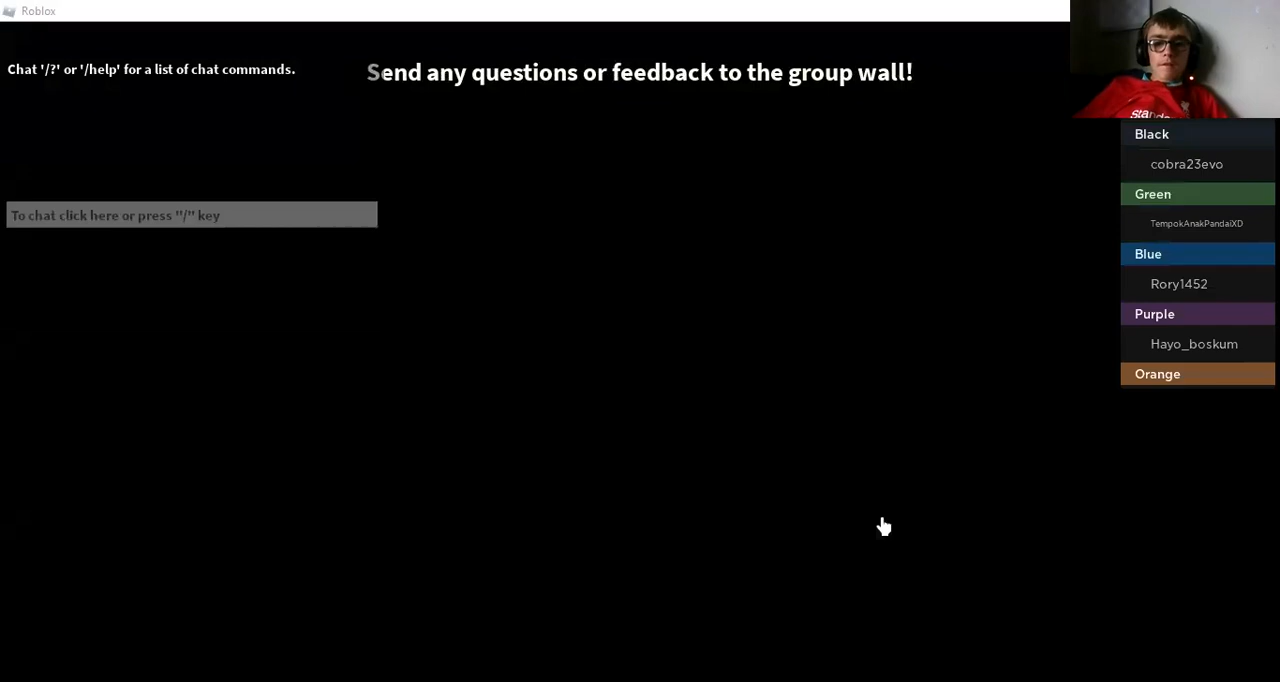 Roblox
Chat '/?' or '/help' for a list of chat commands.
Send any questions or feedback to the group wall!
To chat click here or press "/" key
Black
cobra23evo
Green
TempokAnakPandaiXD
Blue
Rory1452
Purple
Hayo_boskum
Orange